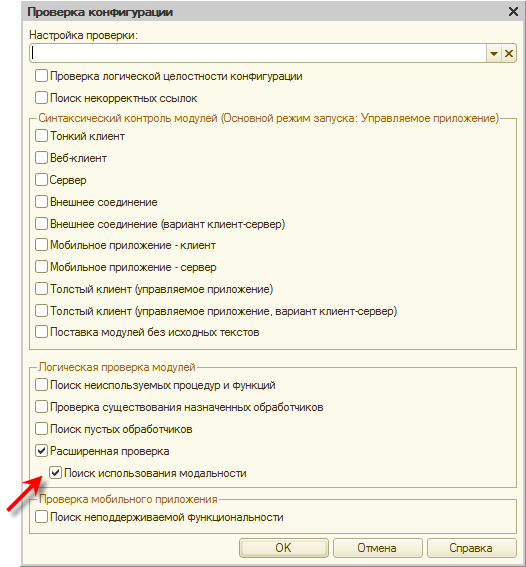 Проверка конфигурации
Настройка проверки:
Проверка логической целостности конфигурации
Поиск некорректных ссылок
Синтаксический контроль модулей (Основной режим запуска: Управляемое приложение)
Тонкий клиент
Веб-клиент
Сервер
Внешнее соединение
Внешнее соединение (вариант клиент-сервер)
Мобильное приложение - клиент
Мобильное приложение - сервер
Толстый клиент (управляемое приложение)
Толстый клиент (управляемое приложение, вариант клиент-сервер)
Поставка модулей без исходных текстов
Логическая проверка модулей
Поиск неиспользуемых процедур и функций
Проверка существования назначенных обработчиков
Поиск пустых обработчиков
Расширенная проверка
Поиск использования модальности
Проверка мобильного приложения
Поиск неподдерживаемой функциональности
OK Отмена Справка